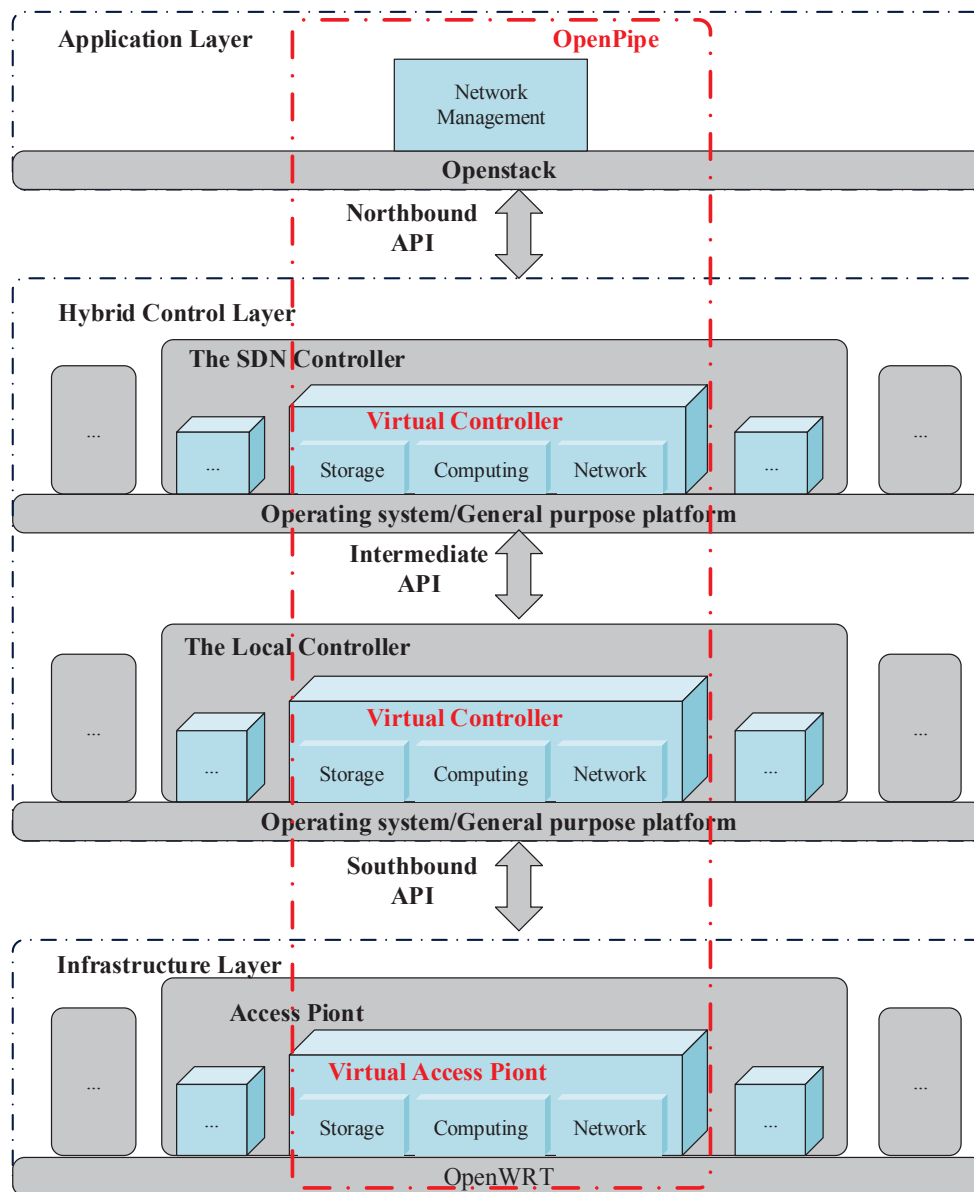 Application Layer
OpenPipe
Network
Management
Openstack
Northbound
API
Hybrid Control Layer
The SDN Controller
...
...
Virtual Controller
Storage
Computing
Network
...
...
Operating system/General purpose platform
Intermediate
API
The Local Controller
...
...
Virtual Controller
Storage
Computing
Network
...
...
Operating system/General purpose platform
Southbound
API
Infrastructure Layer
Access Piont
...
...
Virtual Access Piont
Storage
Computing
Network
...
...
OpenWRT